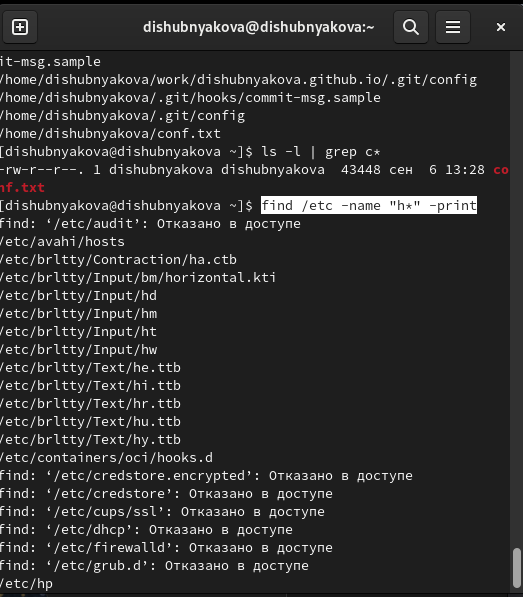 dishubnyakova@dishubnyakova:~
it-msg.sample
/home/dishubnyakova/work/dishubnyakova.github.io/.git/config
/home/dishubnyakova/.git/hooks/commit-msg.sample
/home/dishubnyakova/.git/config
/home/dishubnyakova/conf.txt
[dishubnyakova@dishubnyakova ~]$ ls -l | grep c*
-rw-r--r--. 1 dishubnyakova dishubnyakova  43448 сен  6 13:28 co
nf.txt
[dishubnyakova@dishubnyakova ~]$ find /etc -name "h*" -print
find: ‘/etc/audit’: Отказано в доступе
/etc/avahi/hosts
/etc/brltty/Contraction/ha.ctb
/etc/brltty/Input/bm/horizontal.kti
/etc/brltty/Input/hd
/etc/brltty/Input/hm
/etc/brltty/Input/ht
/etc/brltty/Input/hw
/etc/brltty/Text/he.ttb
/etc/brltty/Text/hi.ttb
/etc/brltty/Text/hr.ttb
/etc/brltty/Text/hu.ttb
/etc/brltty/Text/hy.ttb
/etc/containers/oci/hooks.d
find: ‘/etc/credstore.encrypted’: Отказано в доступе
find: ‘/etc/credstore’: Отказано в доступе
find: ‘/etc/cups/ssl’: Отказано в доступе
find: ‘/etc/dhcp’: Отказано в доступе
find: ‘/etc/firewalld’: Отказано в доступе
find: ‘/etc/grub.d’: Отказано в доступе
/etc/hp